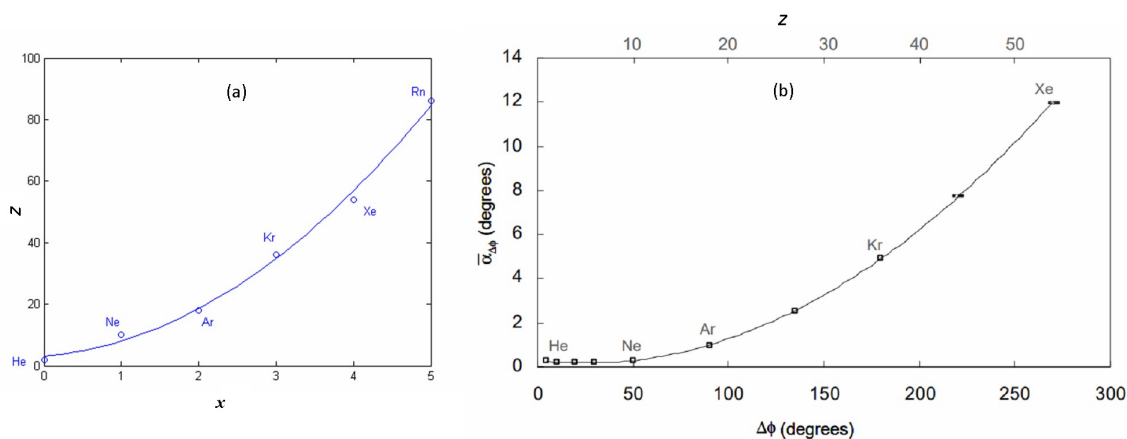 (a)
100
80
60
40
20
0
Z
He
Ne
Ar
Kr
Xe
Rn
0 1 2 3 4 5
x
z
10 20 30 40 50
(b)
14
12
10
8
6
4
2
0
ᾱΔϕ (degrees)
He
Ne
Ar
Kr
Xe
0 50 100 150 200 250 300
Δϕ (degrees)